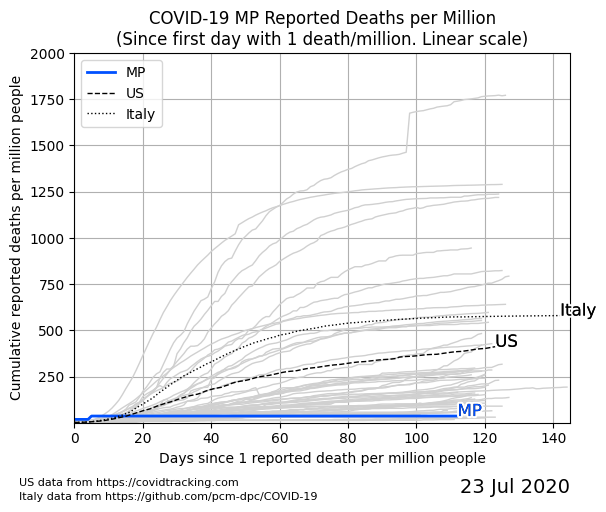 COVID-19 MP Reported Deaths per Million
(Since first day with 1 death/million. Linear scale)
MP
US
Italy
2000
1750
1500
1250
1000
750
500
250
Cumulative reported deaths per million people
Italy
US
MP
0 20 40 60 80 100 120 140
Days since 1 reported death per million people
US data from https://covidtracking.com
Italy data from https://github.com/pcm-dpc/COVID-19
23 Jul 2020